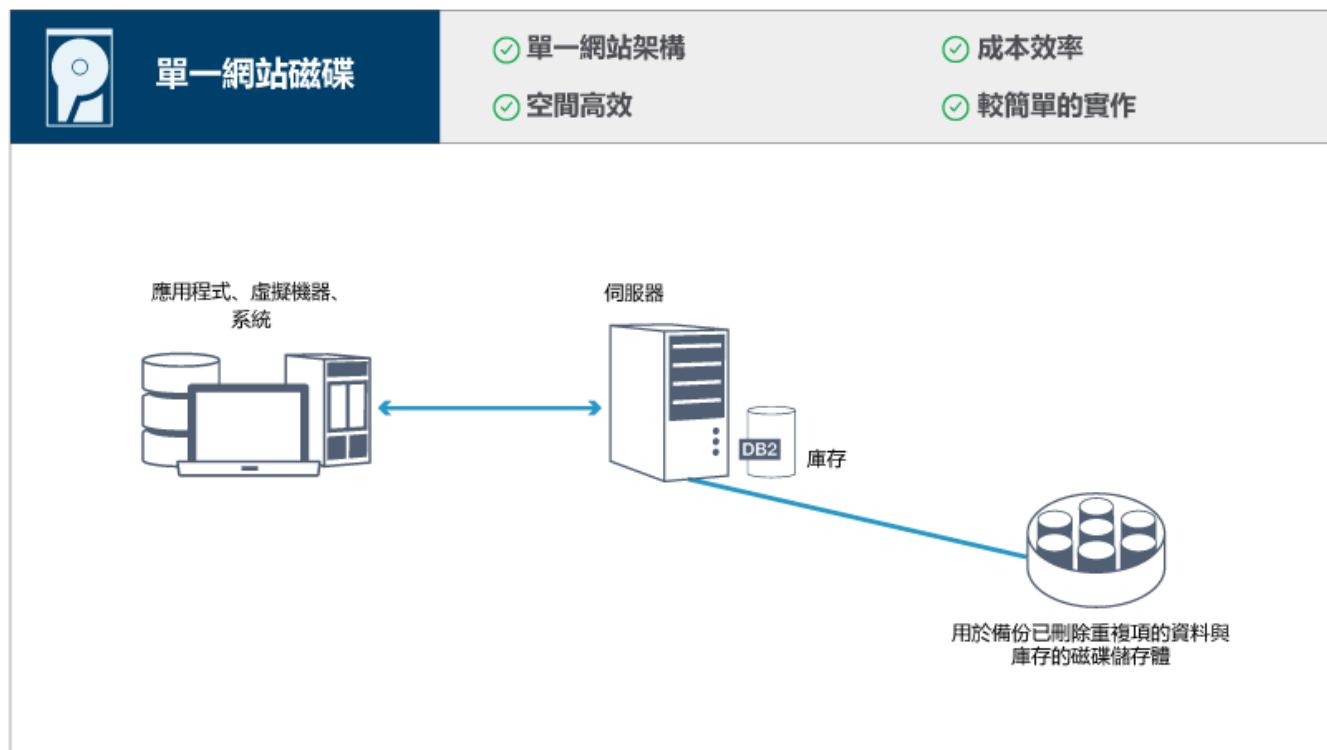 單一網站磁碟
單一網站架構
成本效率
空間高效
較簡單的實作
應用程式、虛擬機器、
系統
伺服器
DB2
庫存
用於備份已刪除重複項的資料與
庫存的磁碟儲存體